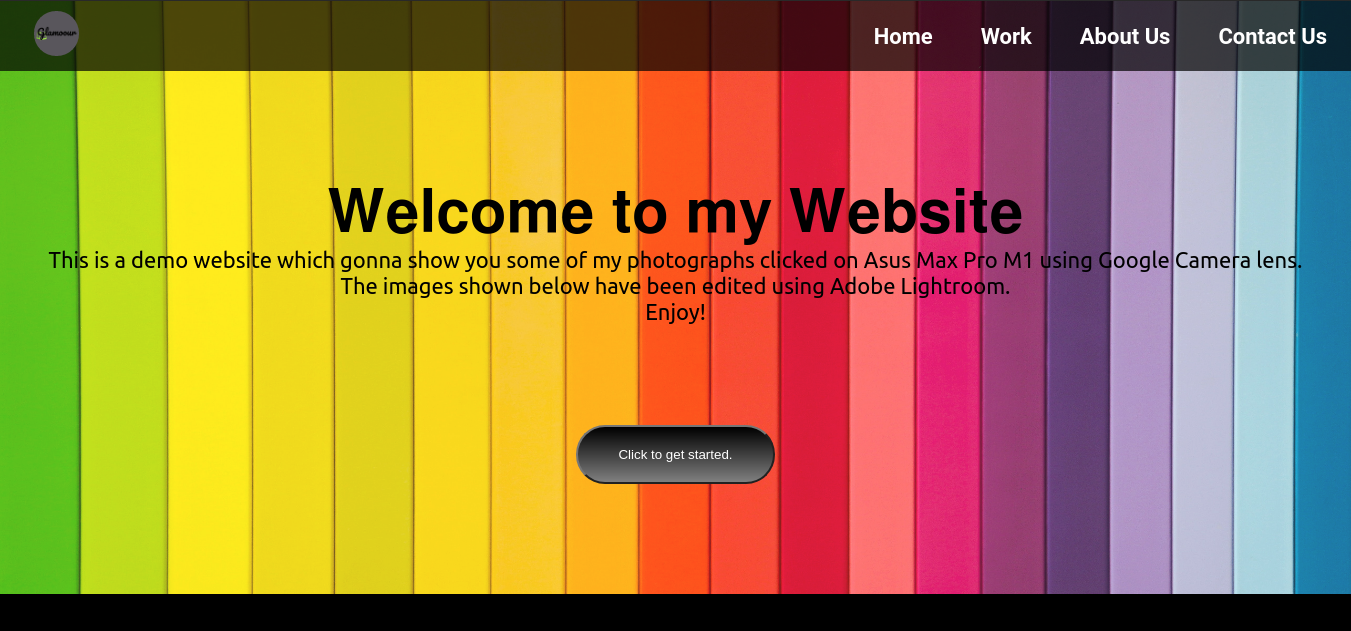 Glamoour
Home Work About Us Contact Us
Welcome to my Website
This is a demo website which gonna show you some of my photographs clicked on Asus Max Pro M1 using Google Camera lens.
The images shown below have been edited using Adobe Lightroom.
Enjoy!
Click to get started.